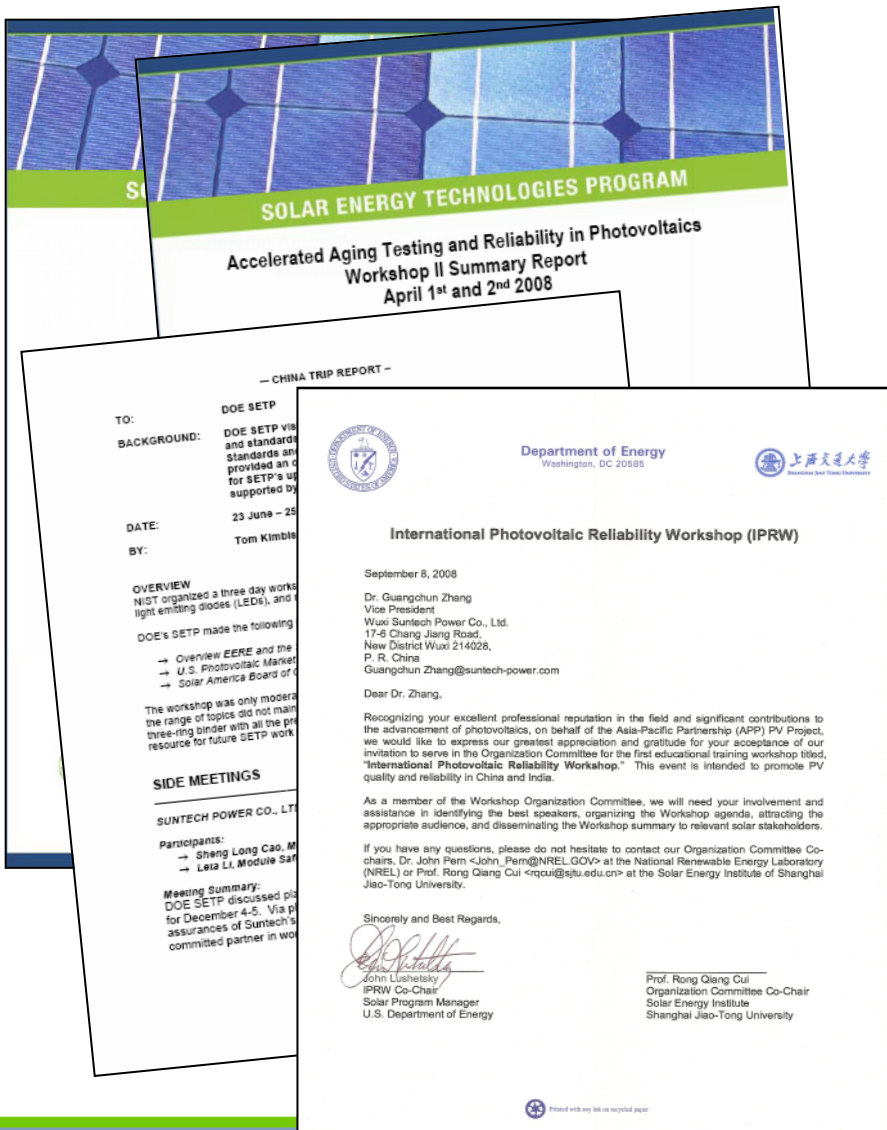 SO
SOLAR ENERGY TECHNOLOGIES PROGRAM
Accelerated Aging Testing and Reliability in Photovoltaics
Workshop II Summary Report
April 1st and 2nd 2008
— CHINA TRIP REPORT –
TO: DOE SETP
BACKGROUND: DOE SETP
and standards
Standards and
provided an
for SETP's
supported by
DATE: 23 June – 25
BY: Tom
OVERVIEW
NIST organized a three day
light emitting diodes (LEDs), and
DOE's SETP made the following
→ Overview EERE and the
→ U.S. Photovoltaic Market
→ Solar America Board of
The workshop was only
the range of topics did not
three-ring binder with all the
resource for future SETP work
SIDE MEETINGS
SUNTECH POWER CO.,
Participants:
→ Sheng Long Cao,
→ Leia Li, Module
Meeting Summary:
DOE SETP discussed
for December 4-5. Via
assurances of Suntech's
committed partner in
Department of Energy
Washington, DC 20585
上海交通大学
SHANGHAI JIAO TONG UNIVERSITY
International Photovoltaic Reliability Workshop (IPRW)
September 8, 2008
Dr. Guangchun Zhang
Vice President
Wuxi Suntech Power Co., Ltd.
17-6 Chang Jiang Road,
New District Wuxi 214028,
P. R. China
Guangchun Zhang@suntech-power.com
Dear Dr. Zhang,
Recognizing your excellent professional reputation in the field and significant contributions to
the advancement of photovoltaics, on behalf of the Asia-Pacific Partnership (APP) PV Project,
we would like to express our greatest appreciation and gratitude for your acceptance of our
invitation to serve in the Organization Committee for the first educational training workshop titled,
"International Photovoltaic Reliability Workshop." This event is intended to promote PV
quality and reliability in China and India.
As a member of the Workshop Organization Committee, we will need your involvement and
assistance in identifying the best speakers, organizing the Workshop agenda, attracting the
appropriate audience, and disseminating the Workshop summary to relevant solar stakeholders.
If you have any questions, please do not hesitate to contact our Organization Committee Co-
chairs, Dr. John Pern <John_Pern@NREL.GOV> at the National Renewable Energy Laboratory
(NREL) or Prof. Rong Qiang Cui <rqcui@sjtu.edu.cn> at the Solar Energy Institute of Shanghai
Jiao-Tong University.
Sincerely and Best Regards,
John Lushetsky
IPRW Co-Chair
Solar Program Manager
U.S. Department of Energy
Prof. Rong Qiang Cui
Organization Committee Co-Chair
Solar Energy Institute
Shanghai Jiao-Tong University
Printed with soy ink on recycled paper